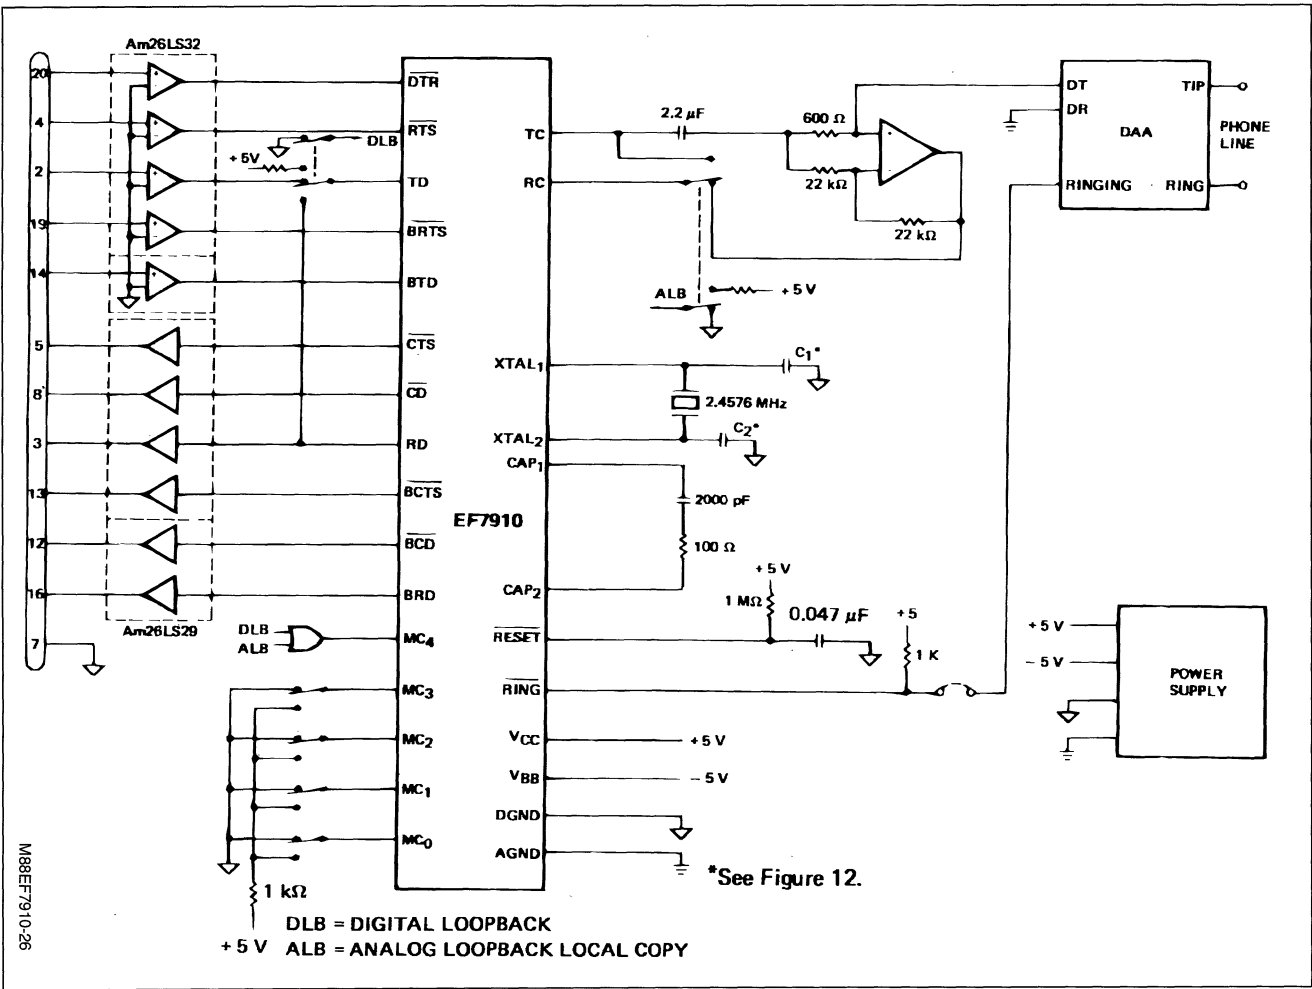 Am26LS32
20
4
2
19
14
5
8
3
13
12
16
7
Am26LS29
DLB
+5V
DTR
RTS
TD
BRTS
BTD
CTS
CD
RD
BCTS
BCD
BRD
DLB
ALB
MC4
MC3
MC2
MC1
MC0
1 kΩ
+5 V
EF7910
TC
RC
XTAL1
XTAL2
CAP1
CAP2
RESET
RING
VCC
VBB
DGND
AGND
2.2 µF
600 Ω
22 kΩ
22 kΩ
ALB
+5 V
C1*
2.4576 MHz
C2*
2000 pF
100 Ω
+5 V
1 MΩ
0.047 µF
+5
1 K
+5 V
−5 V
DT
DR
DAA
RINGING
TIP
RING
PHONE
LINE
+5 V
−5 V
POWER
SUPPLY
*See Figure 12.
DLB = DIGITAL LOOPBACK
ALB = ANALOG LOOPBACK LOCAL COPY
M88EF7910-26